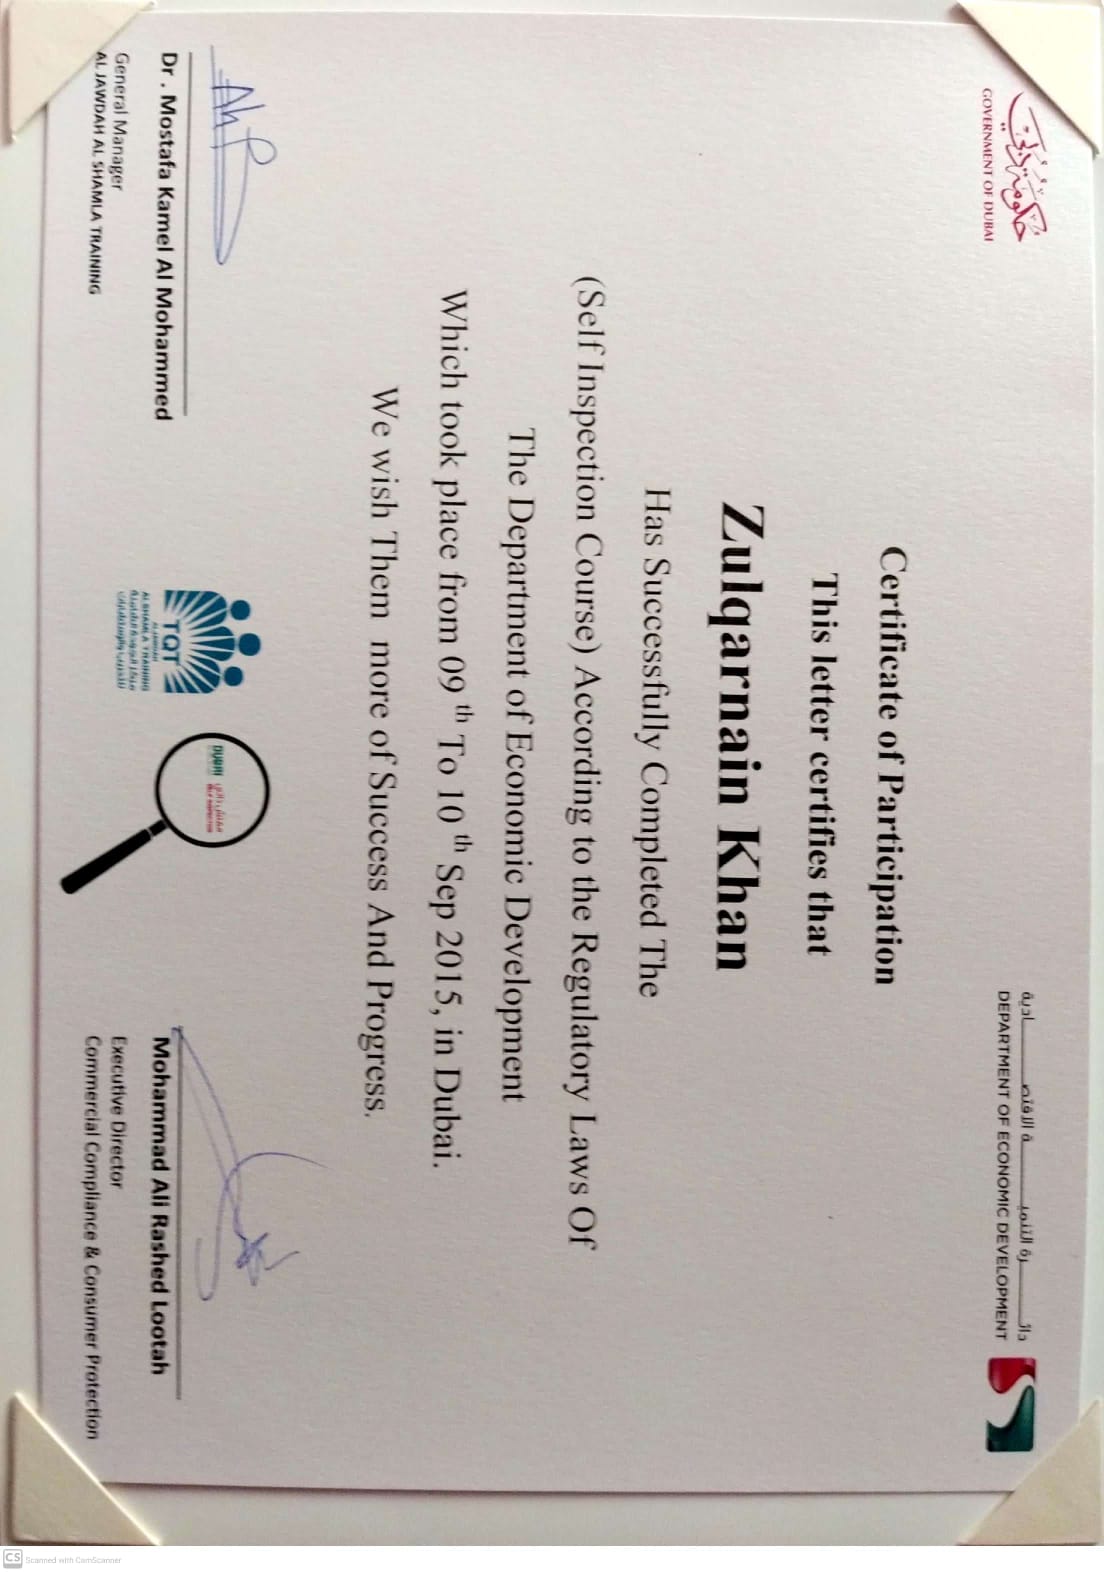 حكومة دبي
GOVERNMENT OF DUBAI
دائرة التنمية الاقتصادية
DEPARTMENT OF ECONOMIC DEVELOPMENT
Certificate of Participation
This letter certifies that
Zulqarnain Khan
Has Successfully Completed The
(Self Inspection Course) According to the Regulatory Laws Of
The Department of Economic Development
Which took place from 09 th To 10 th Sep 2015, in Dubai.
We wish Them more of Success And Progress.
Dr . Mostafa Kamel Al Mohammed
General Manager
AL JAWDAH AL SHAMLA TRAINING
TQT
AL JAWDAH
AL SHAMLA TRAINING
مركز الجودة الشاملة
للتدريب والإستشارات
DUBAI
مفتش ذاتي
SELF INSPECTOR
Mohammad Ali Rashed Lootah
Executive Director
Commercial Compliance & Consumer Protection
CS Scanned with CamScanner